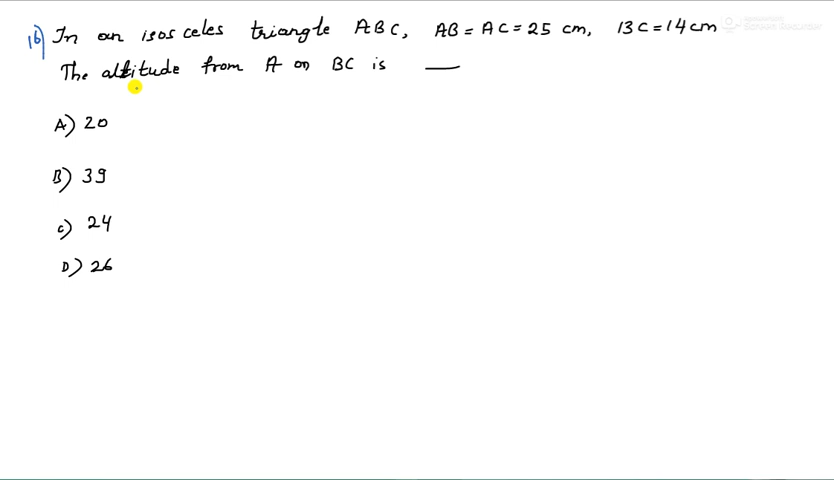 16) In an isosceles triangle ABC, AB = AC = 25 cm, BC = 14 cm
The altitude from A on BC is __
A) 20
B) 39
C) 24
D) 26